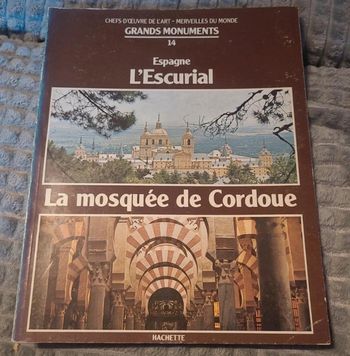 CHEFS D'ŒUVRE DE L'ART - MERVEILLES DU MONDE
GRANDS MONUMENTS
14
Espagne
L'Escurial
La mosquée de Cordoue
HACHETTE